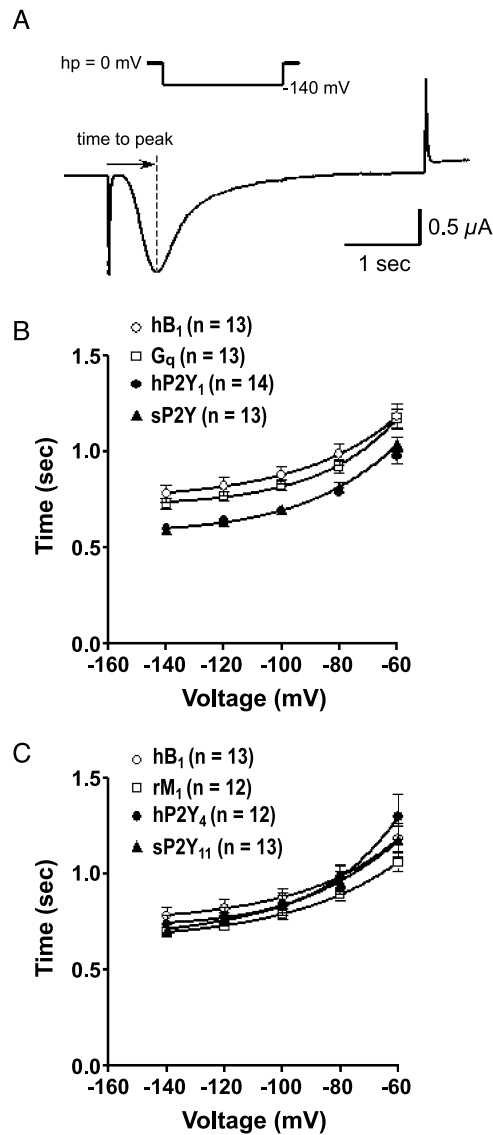 A
hp = 0 mV
-140 mV
time to peak
0.5 µA
1 sec
B
hB1 (n = 13)
Gq (n = 13)
hP2Y1 (n = 14)
sP2Y (n = 13)
1.5
1.0
0.5
0.0
Time (sec)
-160 -140 -120 -100 -80 -60
Voltage (mV)
C
hB1 (n = 13)
rM1 (n = 12)
hP2Y4 (n = 12)
sP2Y11 (n = 13)
1.5
1.0
0.5
0.0
Time (sec)
-160 -140 -120 -100 -80 -60
Voltage (mV)